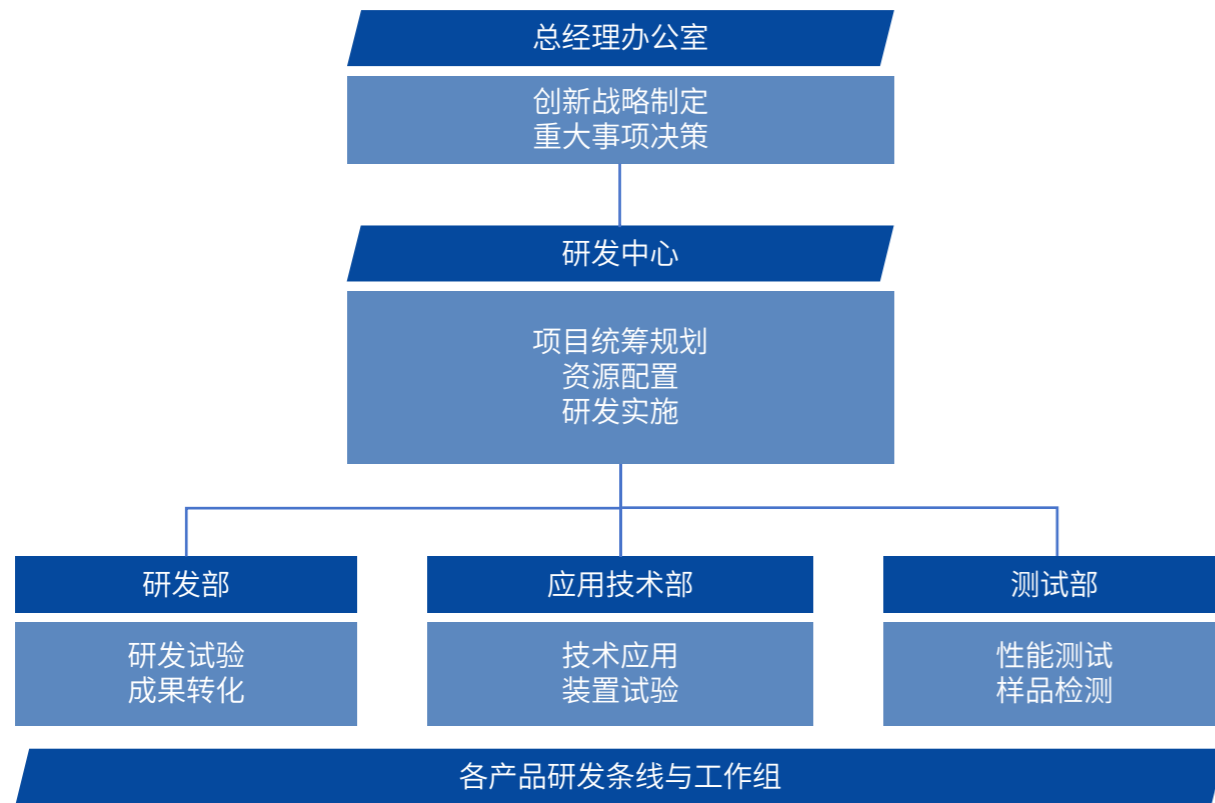 总经理办公室
创新战略制定
重大事项决策
研发中心
项目统筹规划
资源配置
研发实施
研发部
应用技术部
测试部
研发试验
成果转化
技术应用
装置试验
性能测试
样品检测
各产品研发条线与工作组